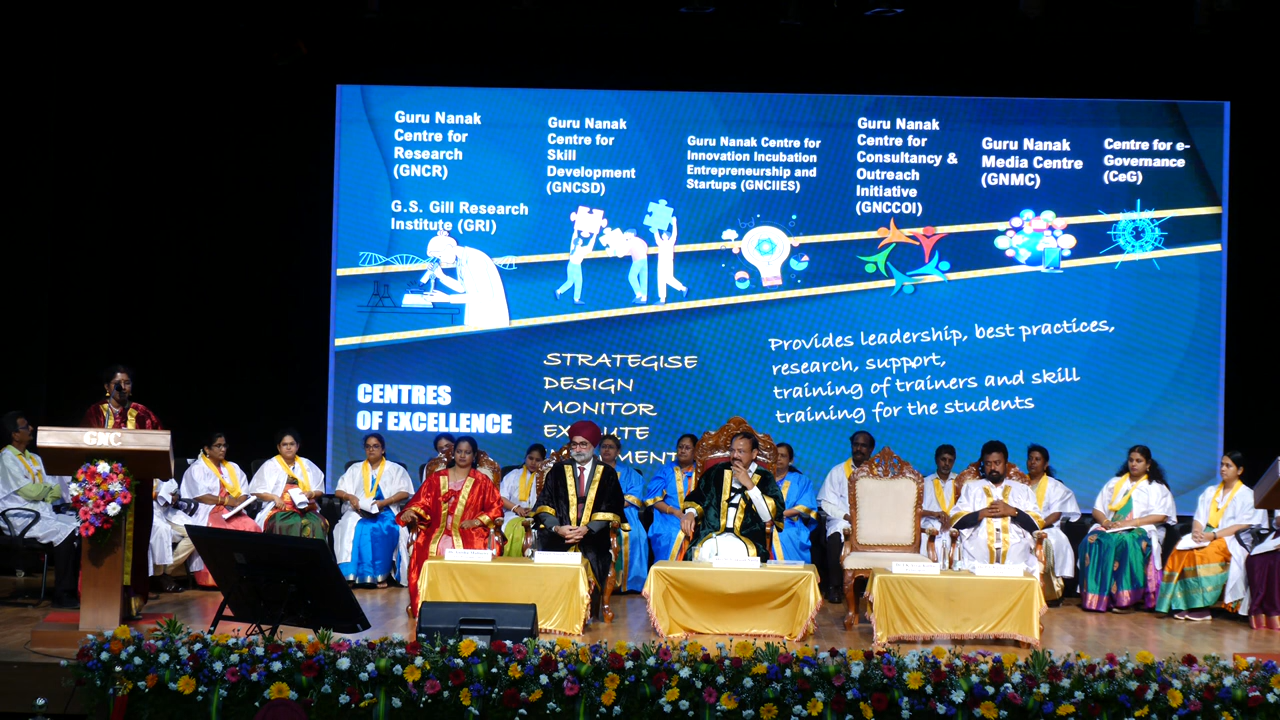 Guru Nanak
Centre for
Research
(GNCR)
G.S. Gill Research
Institute (GRI)
Guru Nanak
Centre for
Skill
Development
(GNCSD)
Guru Nanak Centre for
Innovation Incubation
Entrepreneurship and
Startups (GNCIIES)
Guru Nanak
Centre for
Consultancy &
Outreach
Initiative
(GNCCOI)
Guru Nanak
Media Centre
(GNMC)
Centre for e-
Governance
(CeG)
CENTRES
OF EXCELLENCE
STRATEGISE
DESIGN
MONITOR
Provides leadership, best practices,
research, support,
training of trainers and skill
training for the students
GNC